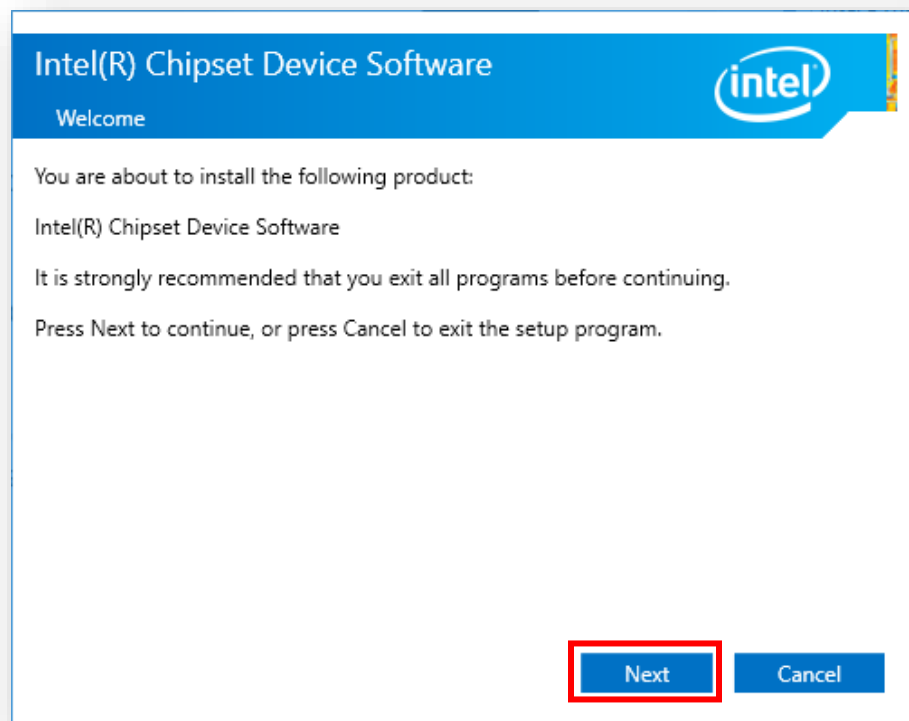 Intel(R) Chipset Device Software
intel
Welcome
You are about to install the following product:
Intel(R) Chipset Device Software
It is strongly recommended that you exit all programs before continuing.
Press Next to continue, or press Cancel to exit the setup program.
Next
Cancel